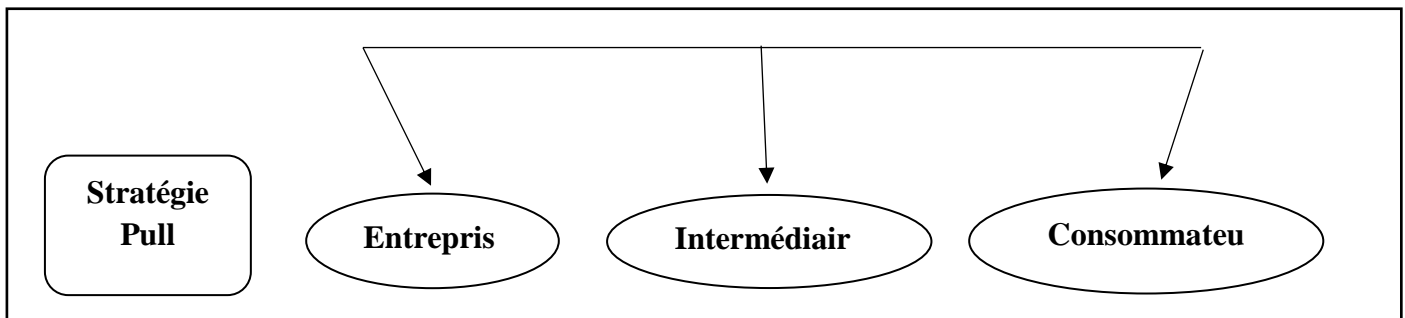 Stratégie
Pull
Entrepris
Intermédiair
Consommateu